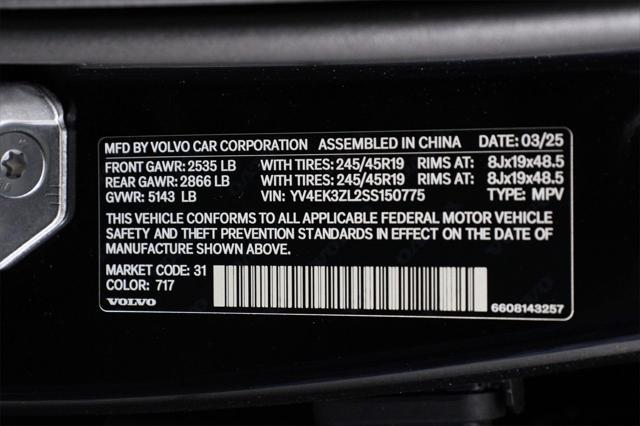 MFD BY VOLVO CAR CORPORATION ASSEMBLED IN CHINA DATE: 03/25
FRONT GAWR: 2535 LB WITH TIRES: 245/45R19 RIMS AT: 8Jx19x48.5
REAR GAWR: 2866 LB WITH TIRES: 245/45R19 RIMS AT: 8Jx19x48.5
GVWR: 5143 LB VIN: YV4EK3ZL2SS150775 TYPE: MPV
THIS VEHICLE CONFORMS TO ALL APPLICABLE FEDERAL MOTOR VEHICLE
SAFETY AND THEFT PREVENTION STANDARDS IN EFFECT ON THE DATE OF
MANUFACTURE SHOWN ABOVE.
MARKET CODE: 31
COLOR: 717
VOLVO 6608143257